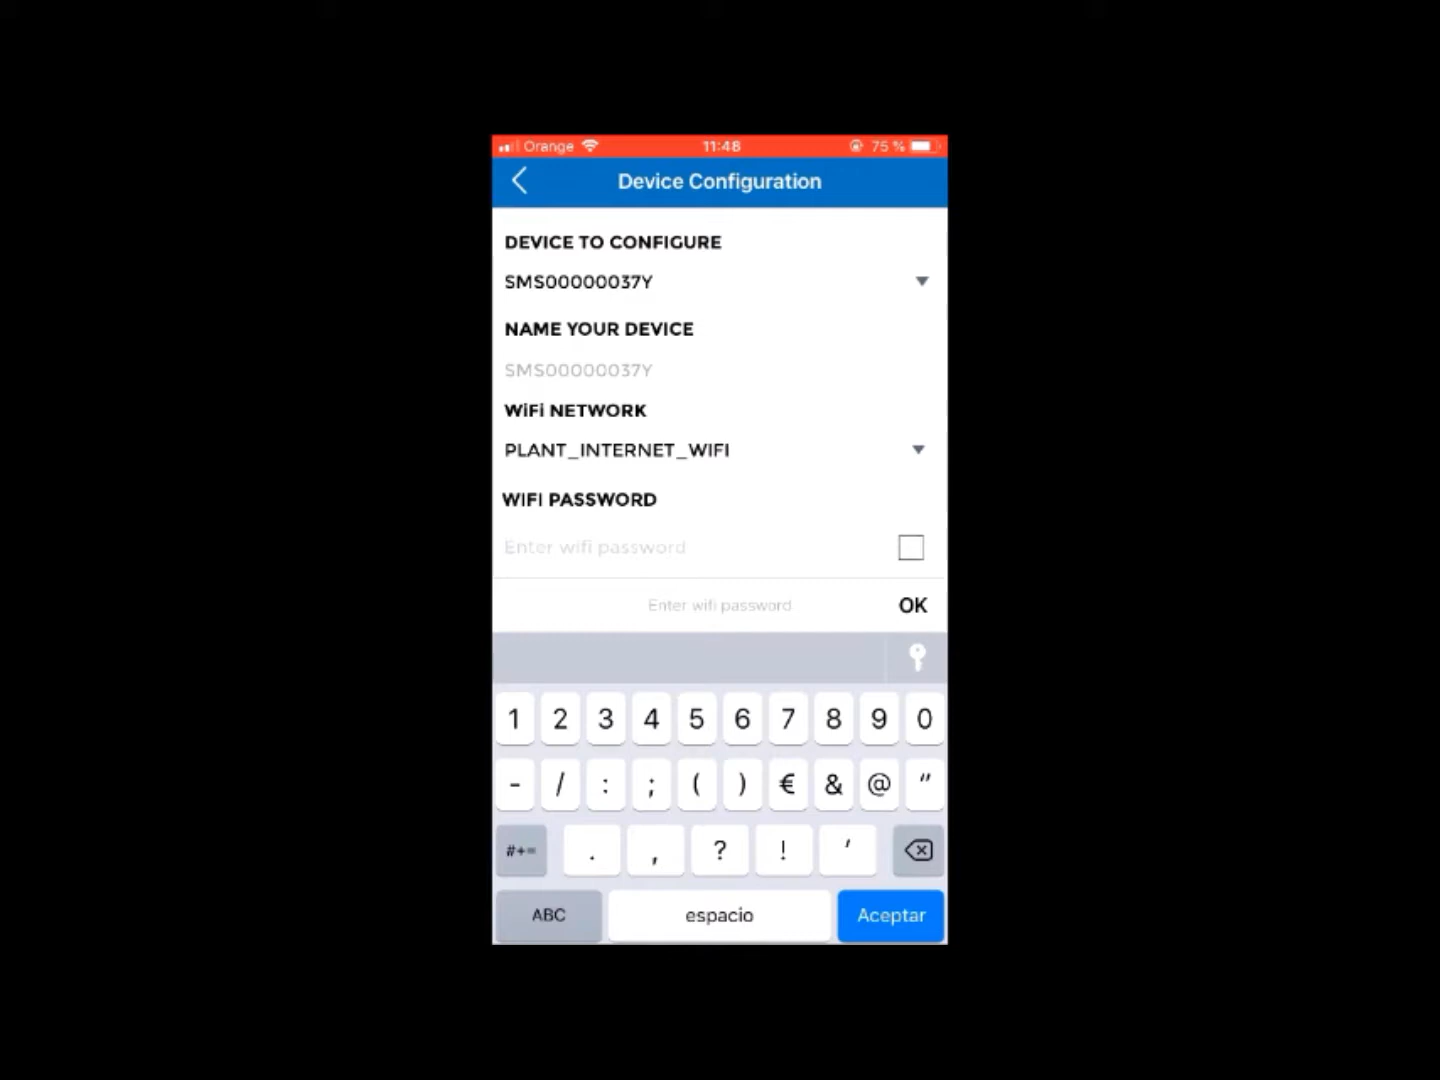 Orange 11:48 75 %
Device Configuration
DEVICE TO CONFIGURE
SMS00000037Y
NAME YOUR DEVICE
SMS00000037Y
WiFi NETWORK
PLANT_INTERNET_WIFI
WIFI PASSWORD
Enter wifi password
Enter wifi password OK
1 2 3 4 5 6 7 8 9 0
- / : ; ( ) € & @ "
#+= . , ? ! '
ABC espacio Aceptar